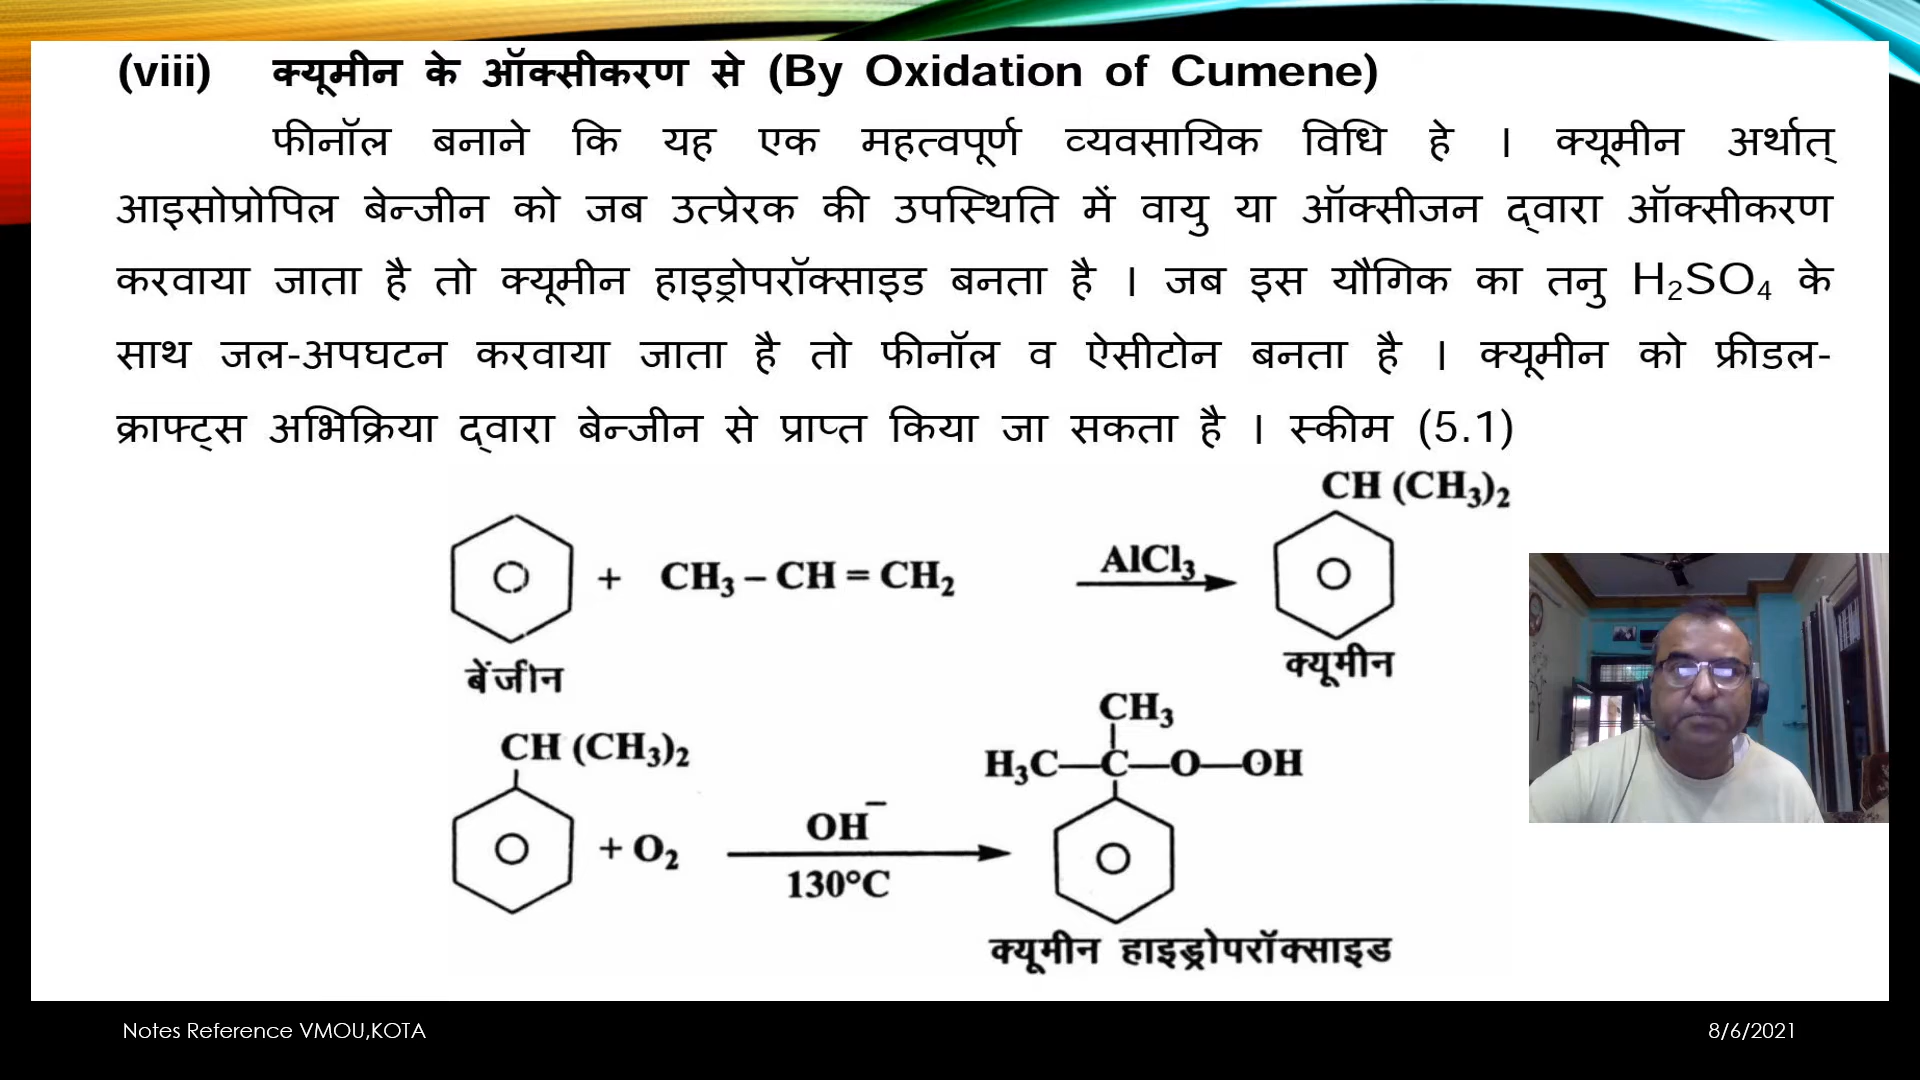 (viii) क्यूमीन के ऑक्सीकरण से (By Oxidation of Cumene)
फीनॉल बनाने कि यह एक महत्वपूर्ण व्यवसायिक विधि हे । क्यूमीन अर्थात्
आइसोप्रोपिल बेन्जीन को जब उत्प्रेरक की उपस्थिति में वायु या ऑक्सीजन द्वारा ऑक्सीकरण
करवाया जाता है तो क्यूमीन हाइड्रोपरॉक्साइड बनता है । जब इस यौगिक का तनु H₂SO₄ के
साथ जल-अपघटन करवाया जाता है तो फीनॉल व ऐसीटोन बनता है । क्यूमीन को फ्रीडल-
क्राफ्ट्स अभिक्रिया द्वारा बेन्जीन से प्राप्त किया जा सकता है । स्कीम (5.1)
CH (CH₃)₂
+ CH₃ – CH = CH₂
AlCl₃
बेंजीन
क्यूमीन
CH₃
CH (CH₃)₂
H₃C—C—O—OH
+ O₂
OH⁻
130°C
क्यूमीन हाइड्रोपरॉक्साइड
Notes Reference VMOU,KOTA
8/6/2021